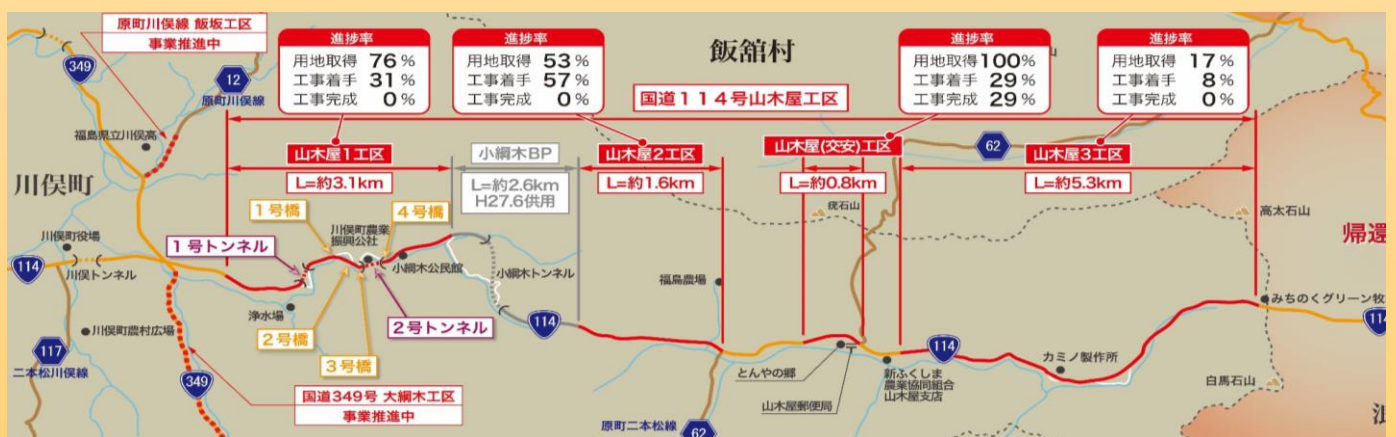 原町川俣線 飯坂工区
事業推進中
349
12
原町川俣線
福島県立川俣高
川俣町
飯舘村
進捗率
用地取得 76%
工事着手 31%
工事完成 0%
進捗率
用地取得 53%
工事着手 57%
工事完成 0%
進捗率
用地取得 100%
工事着手 29%
工事完成 29%
進捗率
用地取得 17%
工事着手 8%
工事完成 0%
国道114号山木屋工区
山木屋1工区
L=約3.1km
小綱木BP
L=約2.6km
H27.6供用
山木屋2工区
L=約1.6km
山木屋(交安)工区
L=約0.8km
62
山木屋3工区
L=約5.3km
疣石山
高太石山
帰還
1号橋
川俣町農業
振興公社
4号橋
川俣町役場
1号トンネル
小綱木公民館
小綱木トンネル
福島農場
114
川俣トンネル
浄水場
2号橋
3号橋
2号トンネル
114
川俣町農村広場
117
二本松川俣線
349
国道349号 大綱木工区
事業推進中
とんやの郷
山木屋郵便局
新ふくしま
農業協同組合
山木屋支店
114
カミノ製作所
みちのくグリーン牧
114
白馬石山
原町二本松線
62